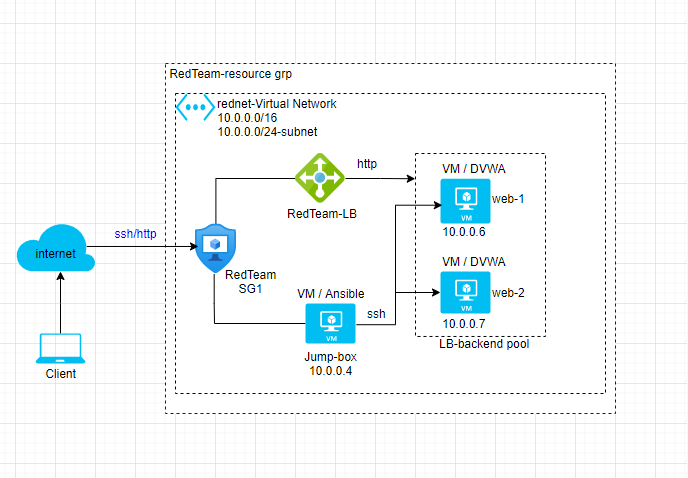 RedTeam-resource grp
rednet-Virtual Network
10.0.0.0/16
10.0.0.0/24-subnet
http
RedTeam-LB
VM / DVWA
VM
web-1
10.0.0.6
ssh/http
internet
RedTeam
SG1
VM / DVWA
VM
web-2
10.0.0.7
VM / Ansible
VM
ssh
Jump-box
10.0.0.4
LB-backend pool
Client